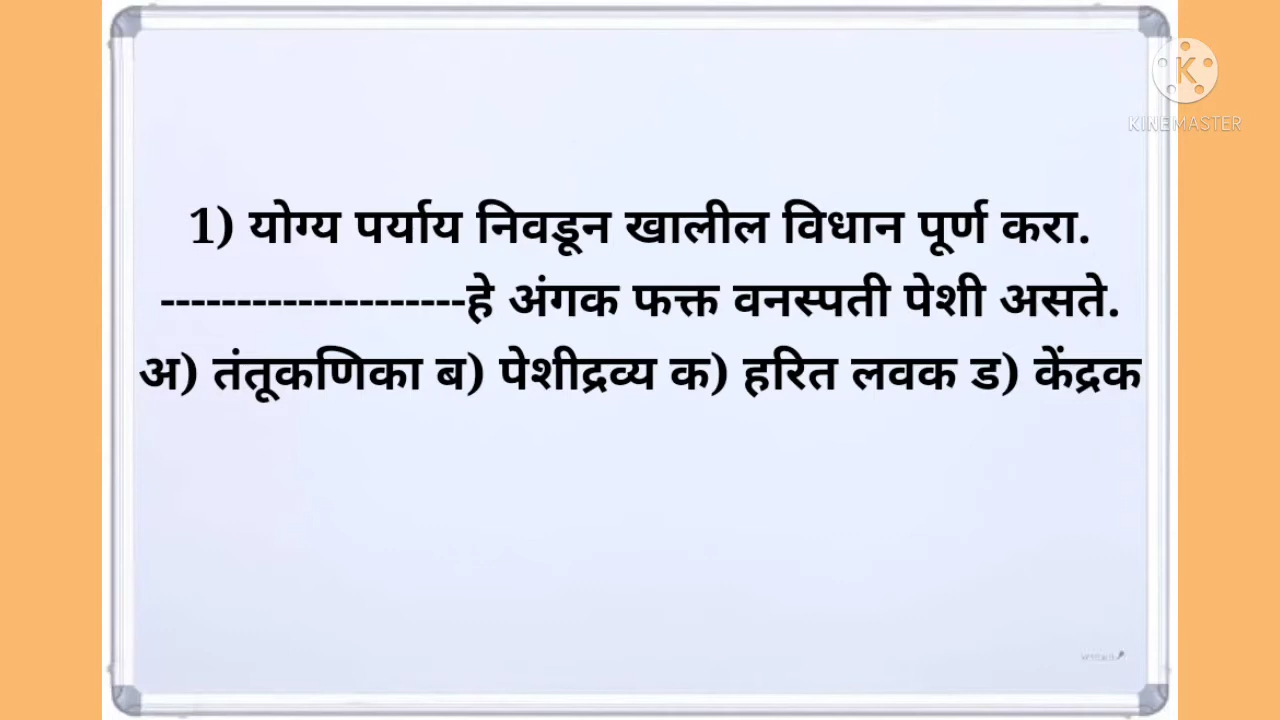 1) योग्य पर्याय निवडून खालील विधान पूर्ण करा.
--------------------हे अंगक फक्त वनस्पती पेशी असते.
अ) तंतूकणिका ब) पेशीद्रव्य क) हरित लवक ड) केंद्रक
K
KINEMASTER